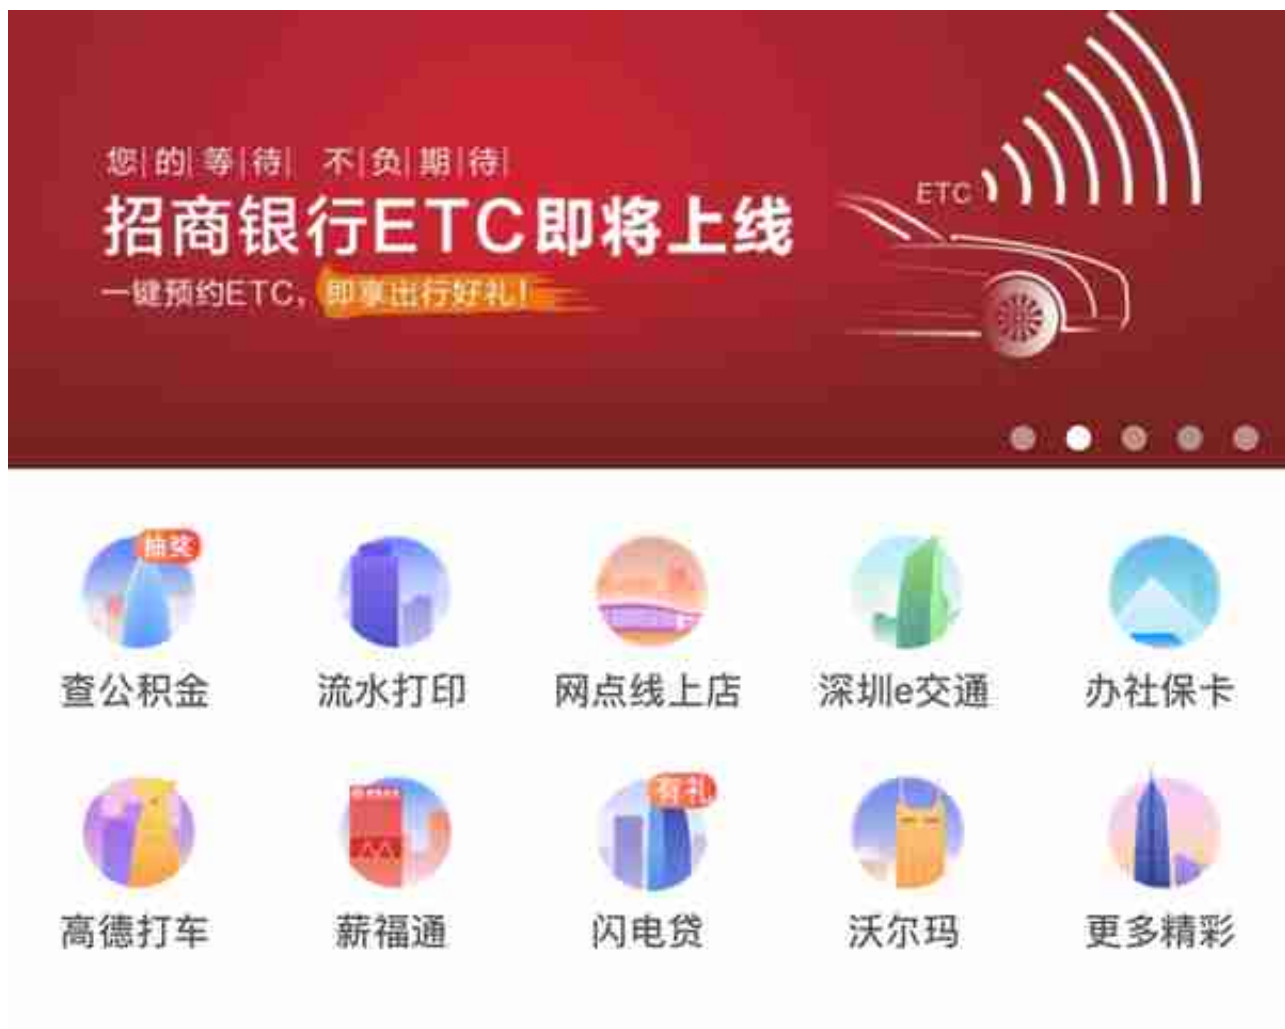 您|的|等|待| 不|负|期|待|
招商银行ETC即将上线
一键预约ETC，即享出行好礼！
ETC
抽奖
查公积金 流水打印 网点线上店 深圳e交通 办社保卡
有礼
高德打车 薪福通 闪电贷 沃尔玛 更多精彩